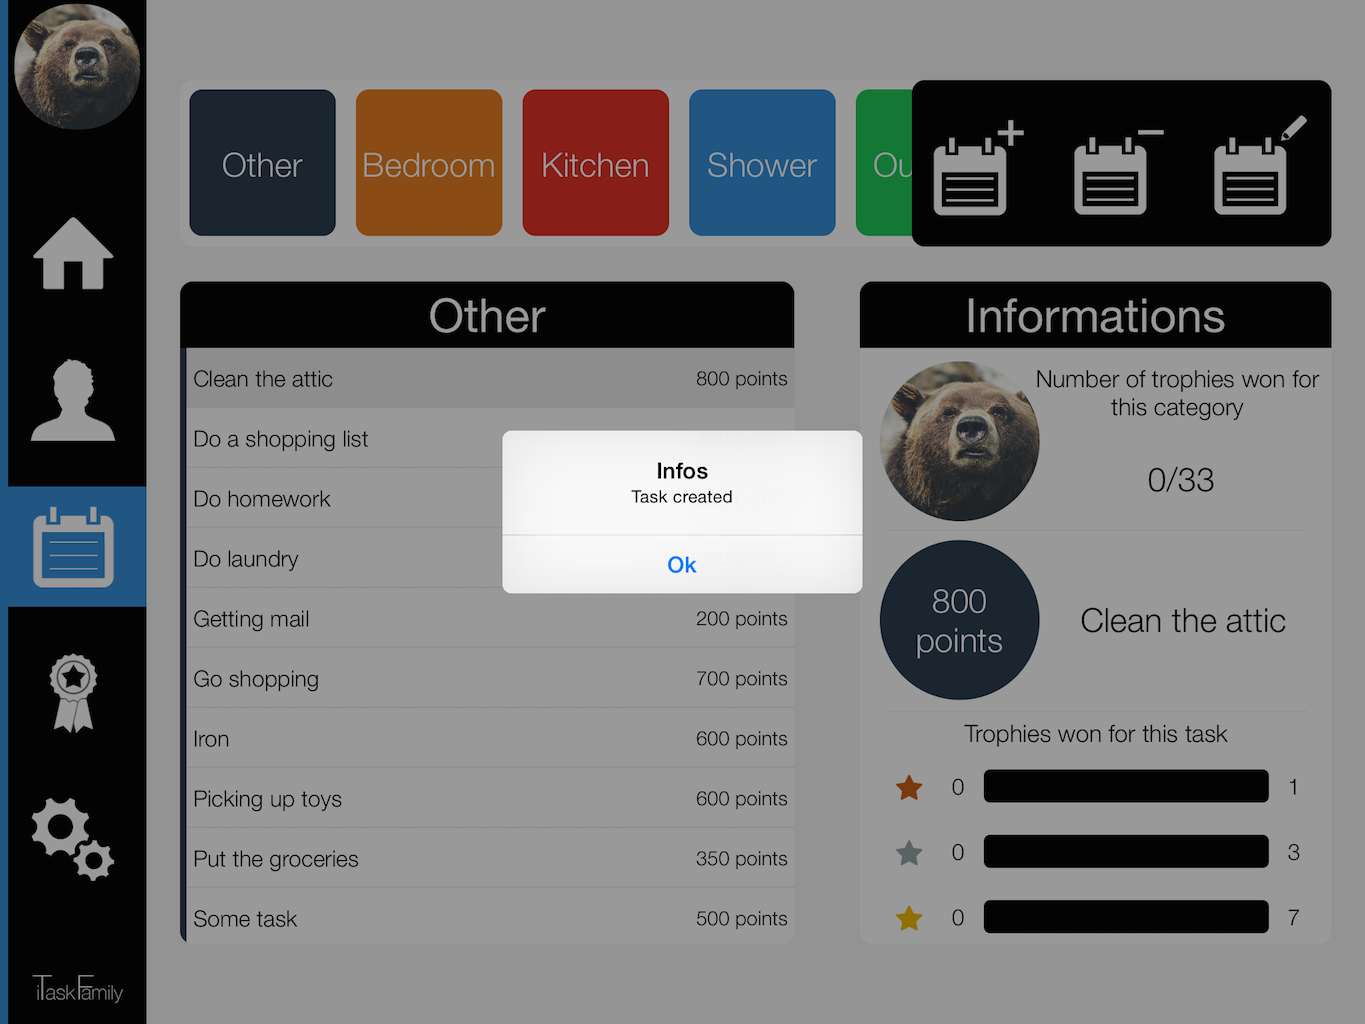 Other
Bedroom
Kitchen
Shower
Ou
Other
Clean the attic 800 points
Do a shopping list
Do homework
Do laundry
Getting mail 200 points
Go shopping 700 points
Iron 600 points
Picking up toys 600 points
Put the groceries 350 points
Some task 500 points
Infos
Task created
Ok
Informations
Number of trophies won for
this category
0/33
800
points
Clean the attic
Trophies won for this task
0 1
0 3
0 7
iTaskFamily